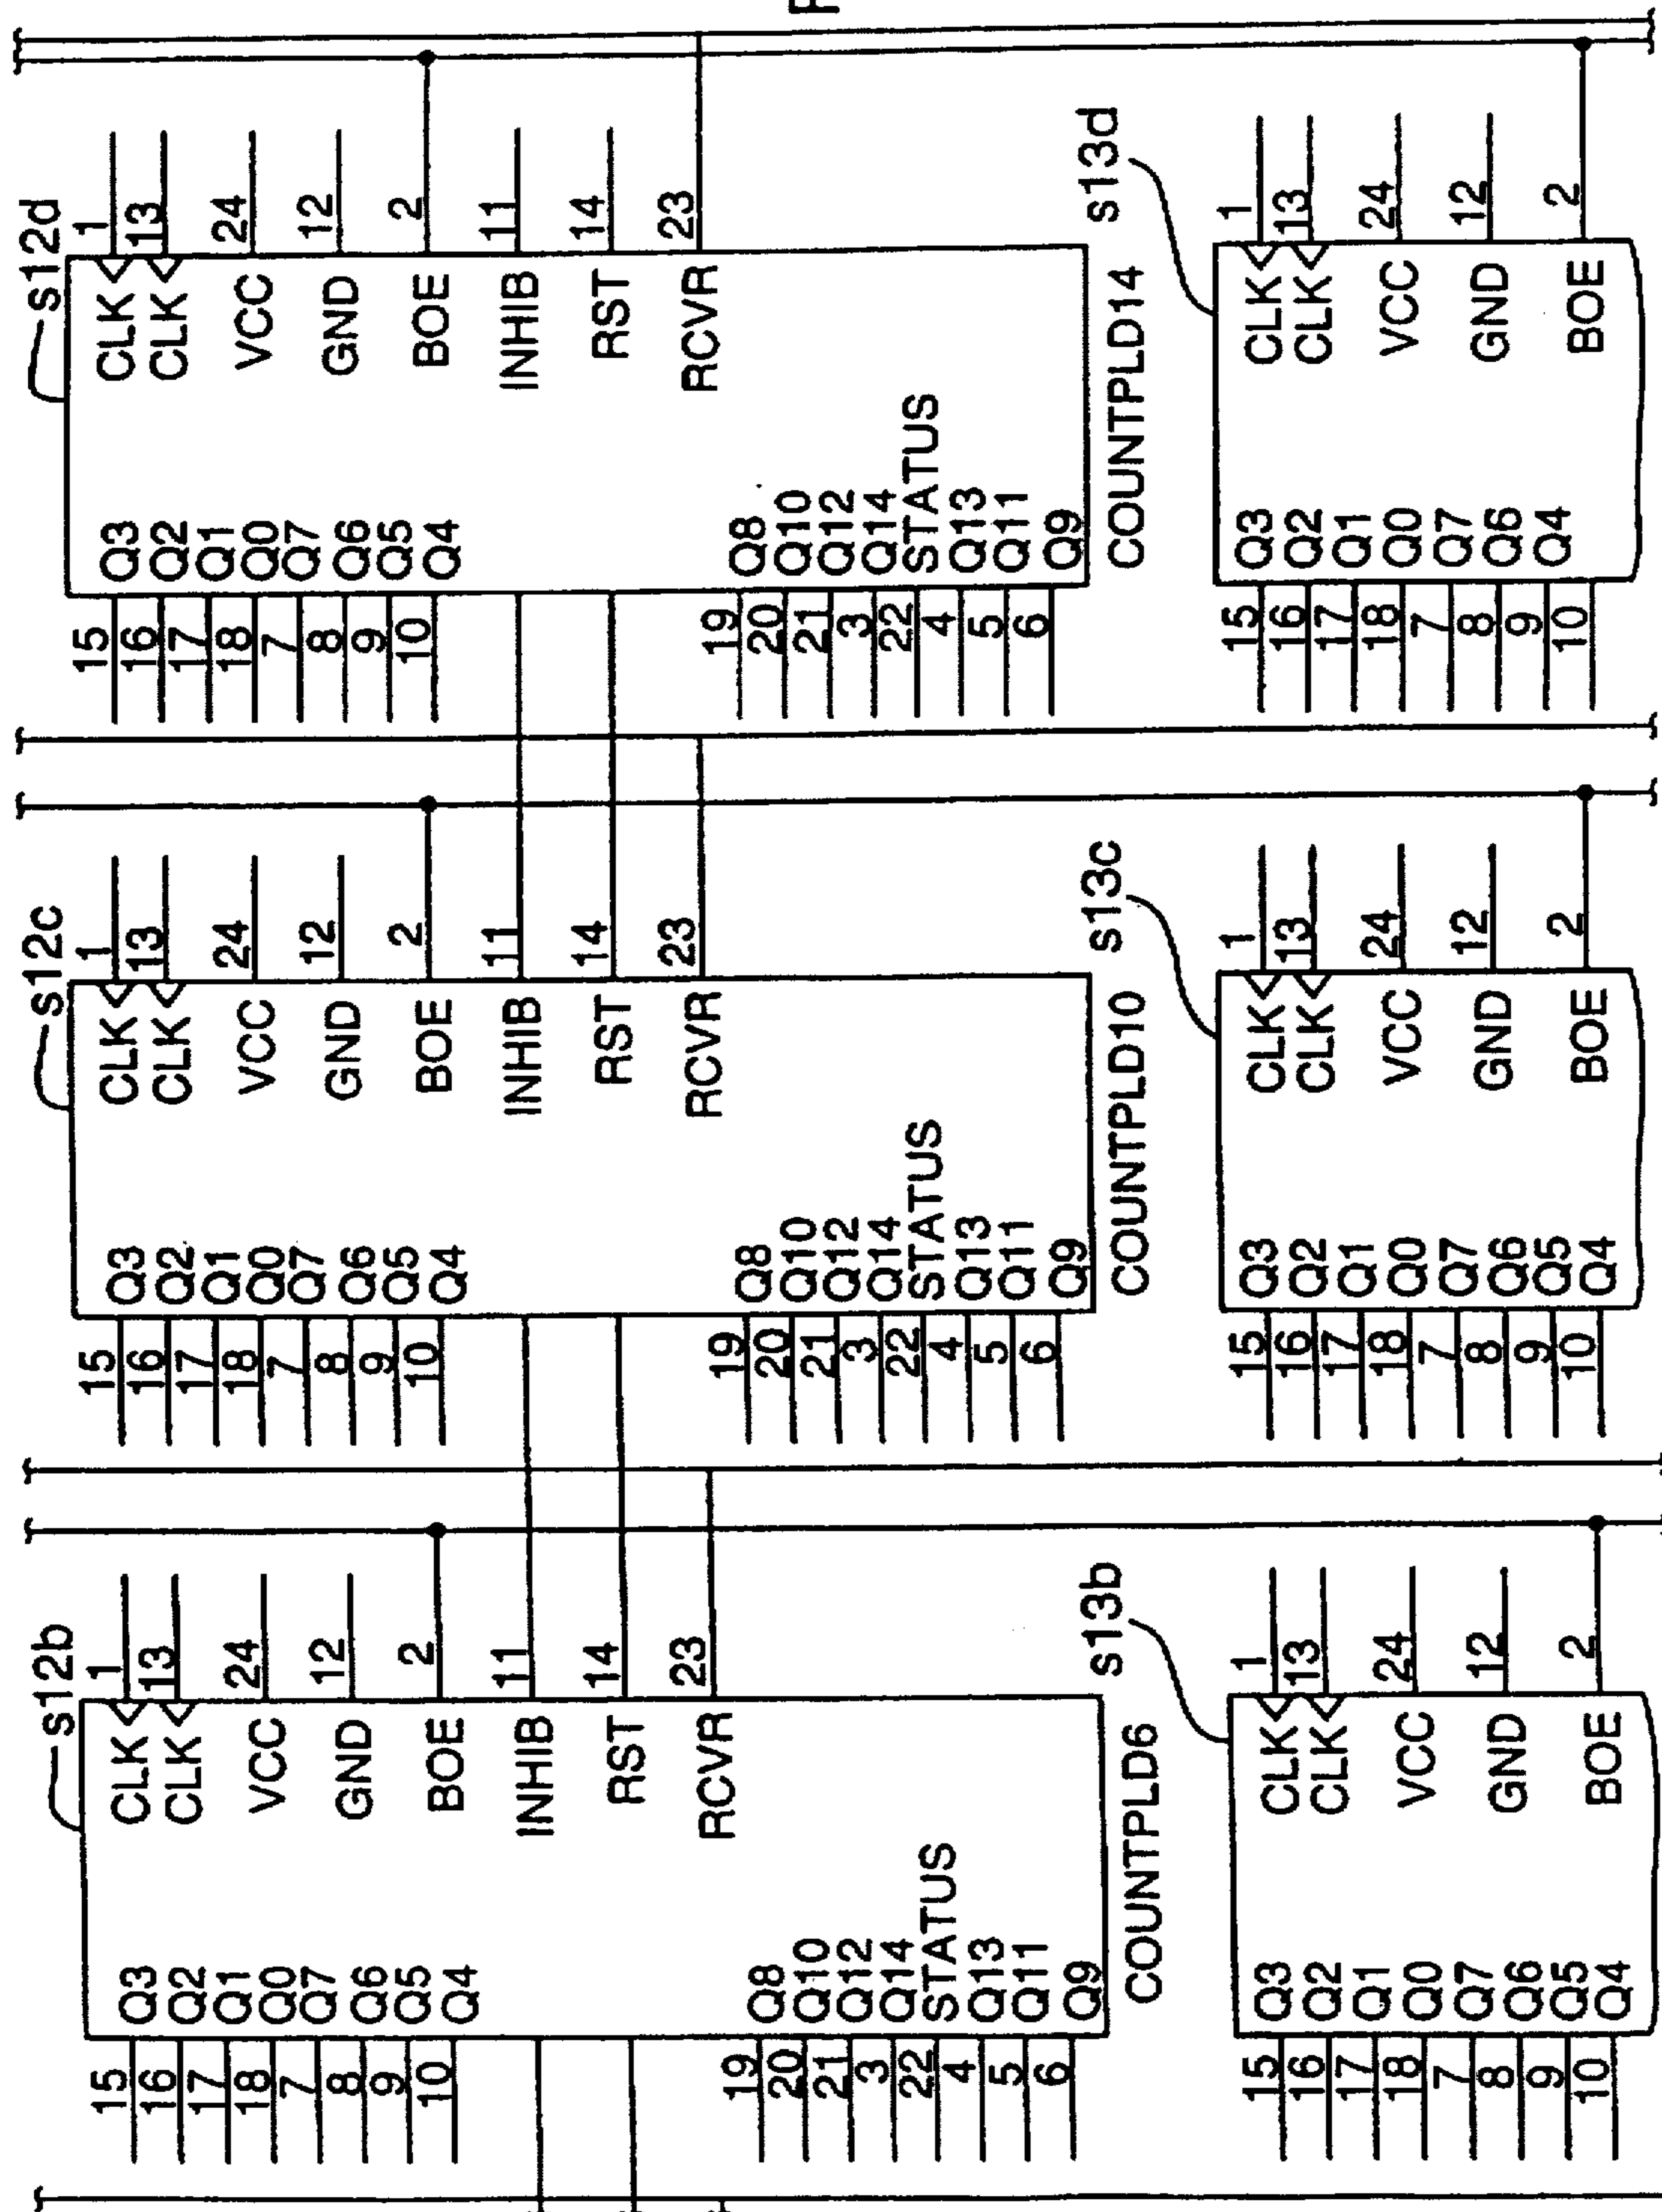 s12b
15 Q3 CLK 1
16 Q2 CLK 13
17 Q1
18 Q0 VCC 24
7 Q7
8 Q6 GND 12
9 Q5
10 Q4 BOE 2
INHIB 11
RST 14
RCVR 23
19 Q8
20 Q10
21 Q12
3 Q14
22 STATUS
4 Q13
5 Q11
6 Q9
COUNTPLD6
s12c
15 Q3 CLK 1
16 Q2 CLK 13
17 Q1
18 Q0 VCC 24
7 Q7
8 Q6 GND 12
9 Q5
10 Q4 BOE 2
INHIB 11
RST 14
RCVR 23
19 Q8
20 Q10
21 Q12
3 Q14
22 STATUS
4 Q13
5 Q11
6 Q9
COUNTPLD10
s12d
15 Q3 CLK 1
16 Q2 CLK 13
17 Q1
18 Q0 VCC 24
7 Q7
8 Q6 GND 12
9 Q5
10 Q4 BOE 2
INHIB 11
RST 14
RCVR 23
19 Q8
20 Q10
21 Q12
3 Q14
22 STATUS
4 Q13
5 Q11
6 Q9
COUNTPLD14
s13b
15 Q3 CLK 1
16 Q2 CLK 13
17 Q1
18 Q0 VCC 24
7 Q7
8 Q6 GND 12
9 Q5
10 Q4 BOE 2
s13c
15 Q3 CLK 1
16 Q2 CLK 13
17 Q1
18 Q0 VCC 24
7 Q7
8 Q6 GND 12
9 Q5
10 Q4 BOE 2
s13d
15 Q3 CLK 1
16 Q2 CLK 13
17 Q1
18 Q0 VCC 24
7 Q7
8 Q6 GND 12
9 Q4
10 BOE 2